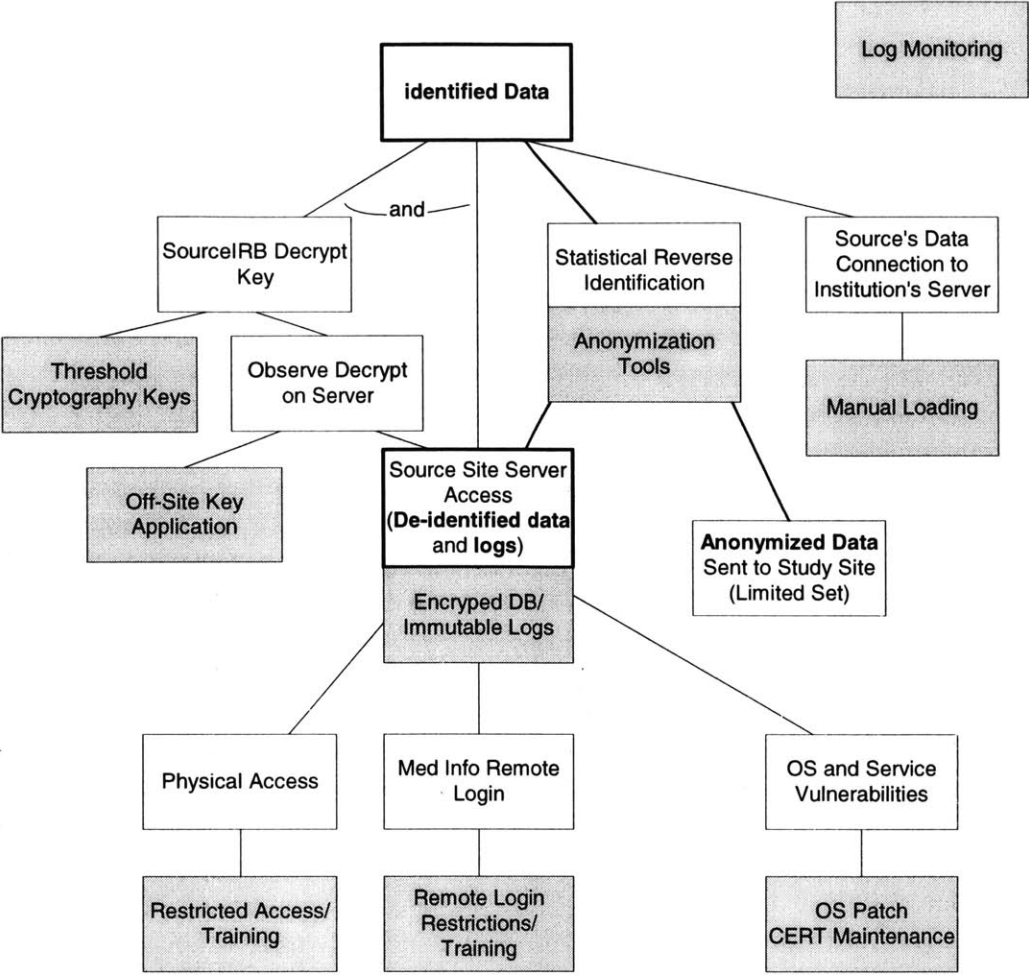 Log Monitoring
identified Data
and
SourceIRB Decrypt
Key
Statistical Reverse
Identification
Source's Data
Connection to
Institution's Server
Anonymization
Tools
Threshold
Cryptography Keys
Observe Decrypt
on Server
Manual Loading
Off-Site Key
Application
Source Site Server
Access
(De-identified data
and logs)
Anonymized Data
Sent to Study Site
(Limited Set)
Encryped DB/
Immutable Logs
Physical Access
Med Info Remote
Login
OS and Service
Vulnerabilities
Restricted Access/
Training
Remote Login
Restrictions/
Training
OS Patch
CERT Maintenance